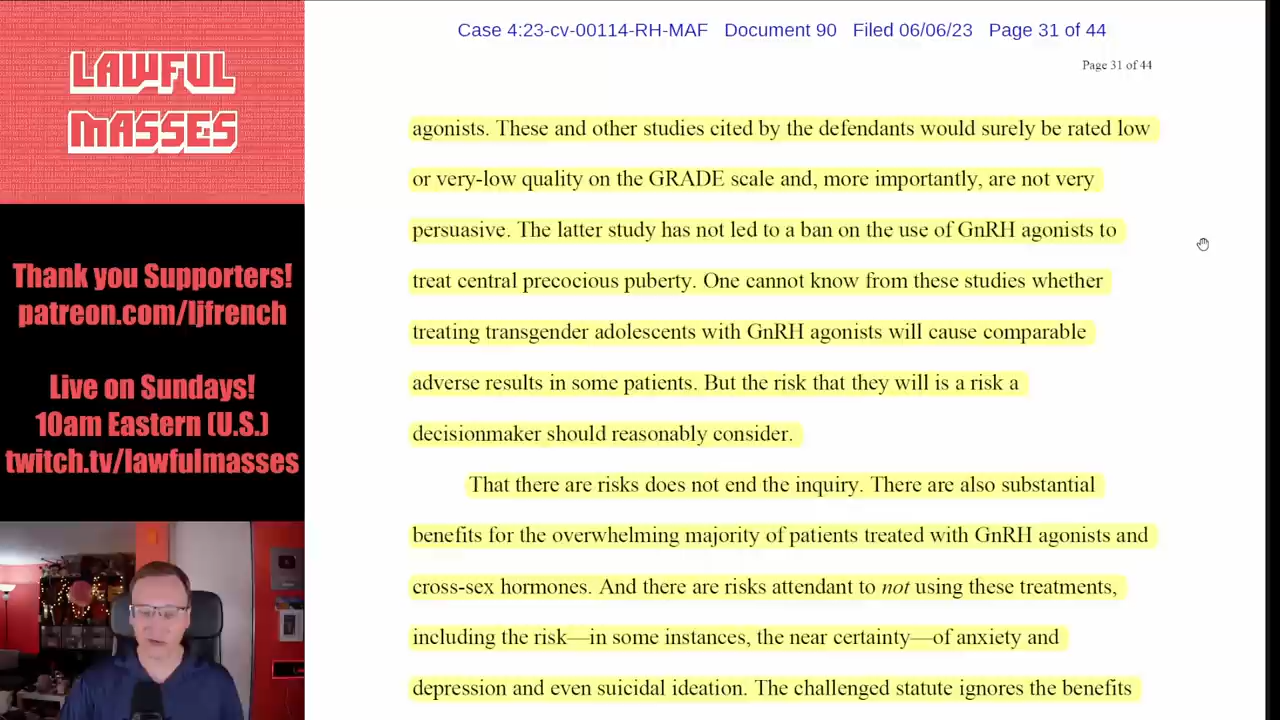 LAWFUL
MASSES
Thank you Supporters!
patreon.com/ljfrench
Live on Sundays!
10am Eastern (U.S.)
twitch.tv/lawfulmasses
Case 4:23-cv-00114-RH-MAF Document 90 Filed 06/06/23 Page 31 of 44
Page 31 of 44
agonists. These and other studies cited by the defendants would surely be rated low
or very-low quality on the GRADE scale and, more importantly, are not very
persuasive. The latter study has not led to a ban on the use of GnRH agonists to
treat central precocious puberty. One cannot know from these studies whether
treating transgender adolescents with GnRH agonists will cause comparable
adverse results in some patients. But the risk that they will is a risk a
decisionmaker should reasonably consider.
That there are risks does not end the inquiry. There are also substantial
benefits for the overwhelming majority of patients treated with GnRH agonists and
cross-sex hormones. And there are risks attendant to not using these treatments,
including the risk—in some instances, the near certainty—of anxiety and
depression and even suicidal ideation. The challenged statute ignores the benefits